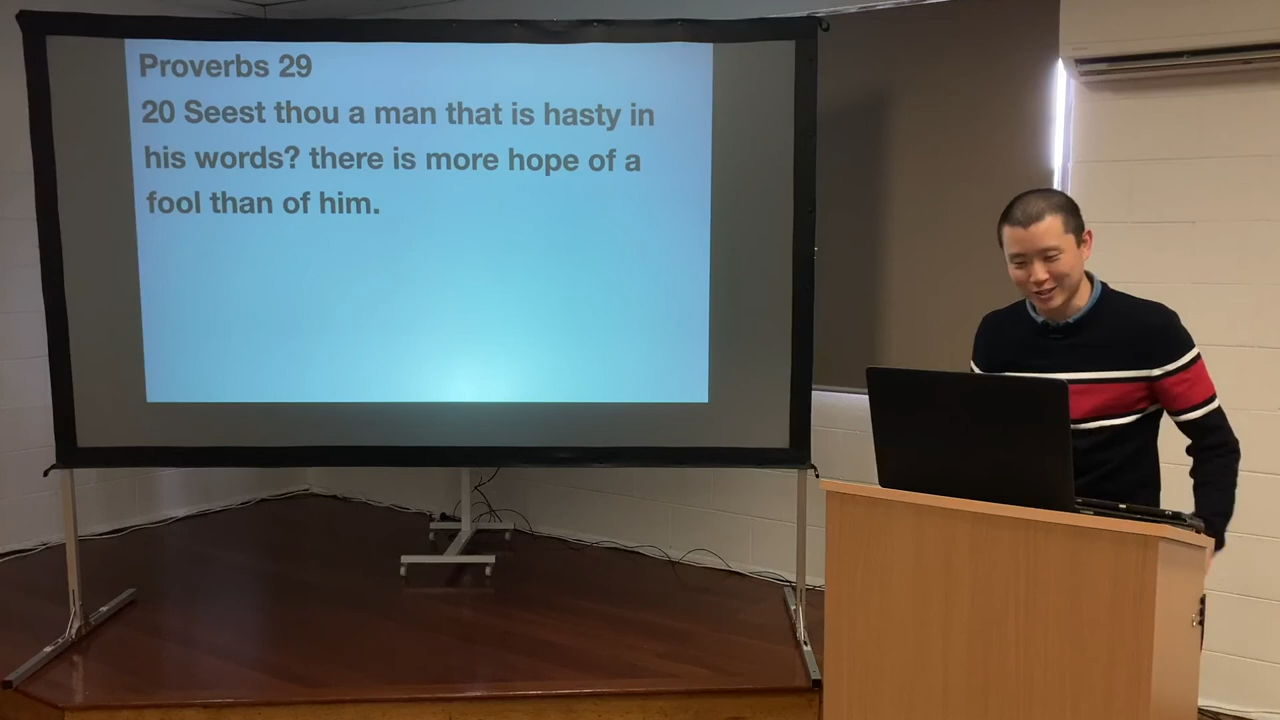 Proverbs 29
20 Seest thou a man that is hasty in
his words? there is more hope of a
fool than of him.